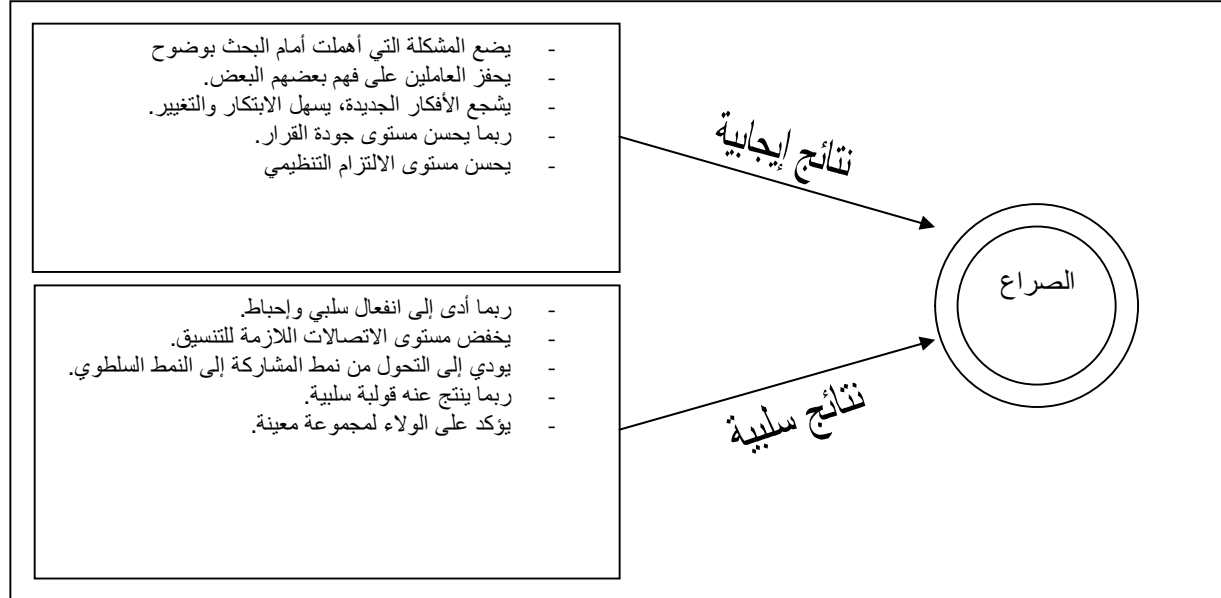 - يضع المشكلة التي أهملت أمام البحث بوضوح
- يحفز العاملين على فهم بعضهم البعض.
- يشجع الأفكار الجديدة، يسهل الابتكار والتغيير.
- ربما يحسن مستوى جودة القرار.
- يحسن مستوى الالتزام التنظيمي
نتائج إيجابية
الصراع
- ربما أدى إلى انفعال سلبي وإحباط.
- يخفض مستوى الاتصالات اللازمة للتنسيق.
- يودي إلى التحول من نمط المشاركة إلى النمط السلطوي.
- ربما ينتج عنه قولبة سلبية.
- يؤكد على الولاء لمجموعة معينة.
نتائج سلبية